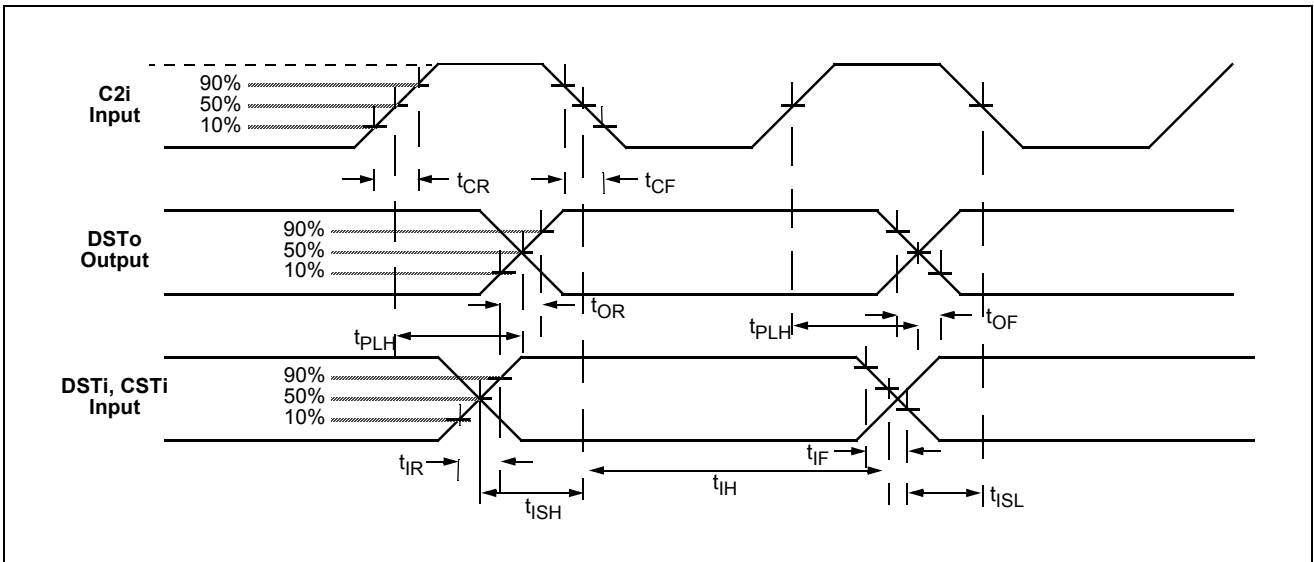 C2i
Input
90%
50%
10%
tCR
tCF
DSTo
Output
90%
50%
10%
tOR
tOF
tPLH
tPLH
DSTi, CSTi
Input
90%
50%
10%
tIR
tIF
tISH
tIH
tISL